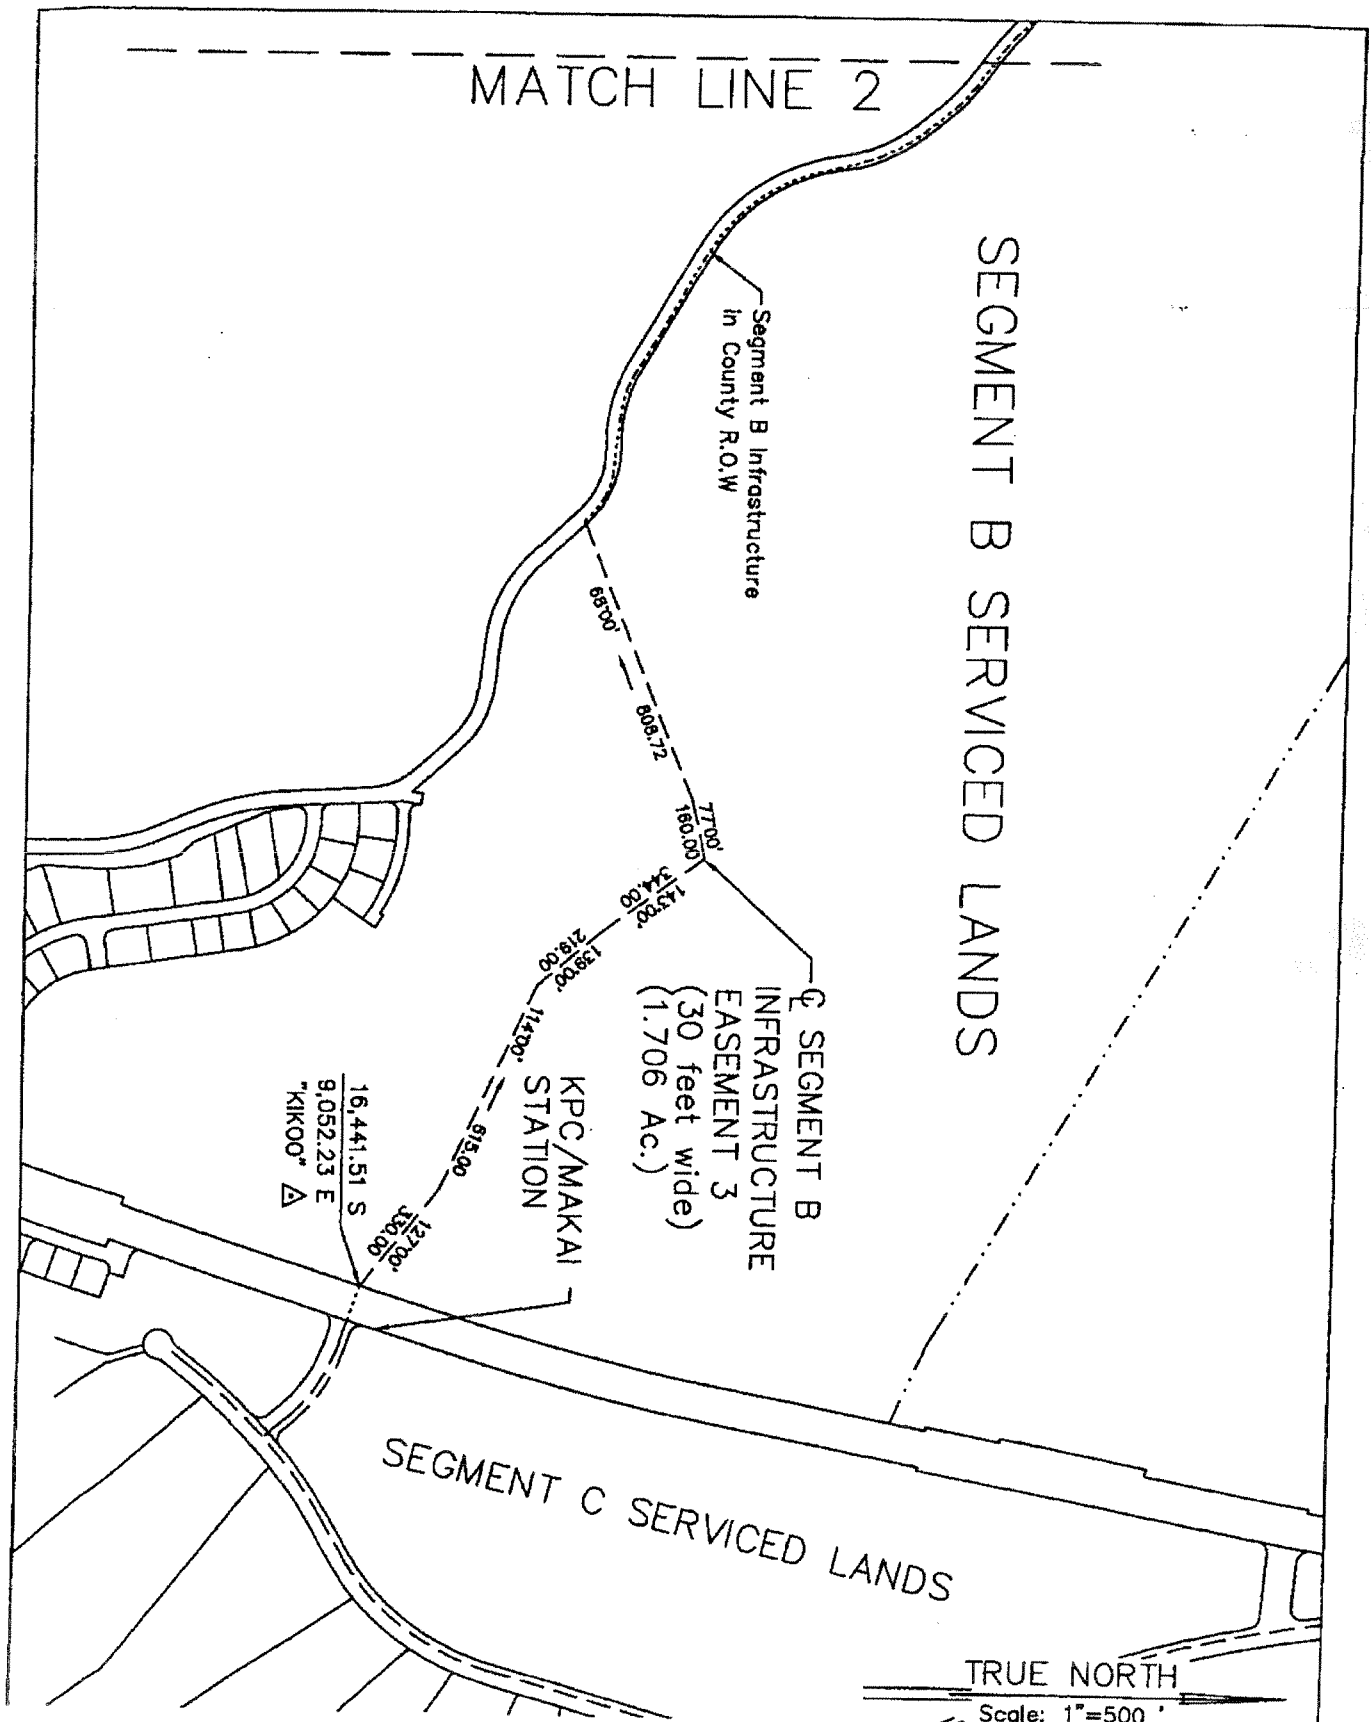 MATCH LINE 2
SEGMENT B SERVICED LANDS
Segment B Infrastructure
in County R.O.W
68°00'
808.72
77°00'
160.00
143°00'
344.00
139°00'
219.00
114°00'
615.00
127°00'
330.00
℄ SEGMENT B
INFRASTRUCTURE
EASEMENT 3
(30 feet wide)
(1.706 Ac.)
KPC/MAKAI
STATION
16,441.51 S
9,052.23 E
"KIKOO"
SEGMENT C SERVICED LANDS
TRUE NORTH
Scale: 1"=500 '